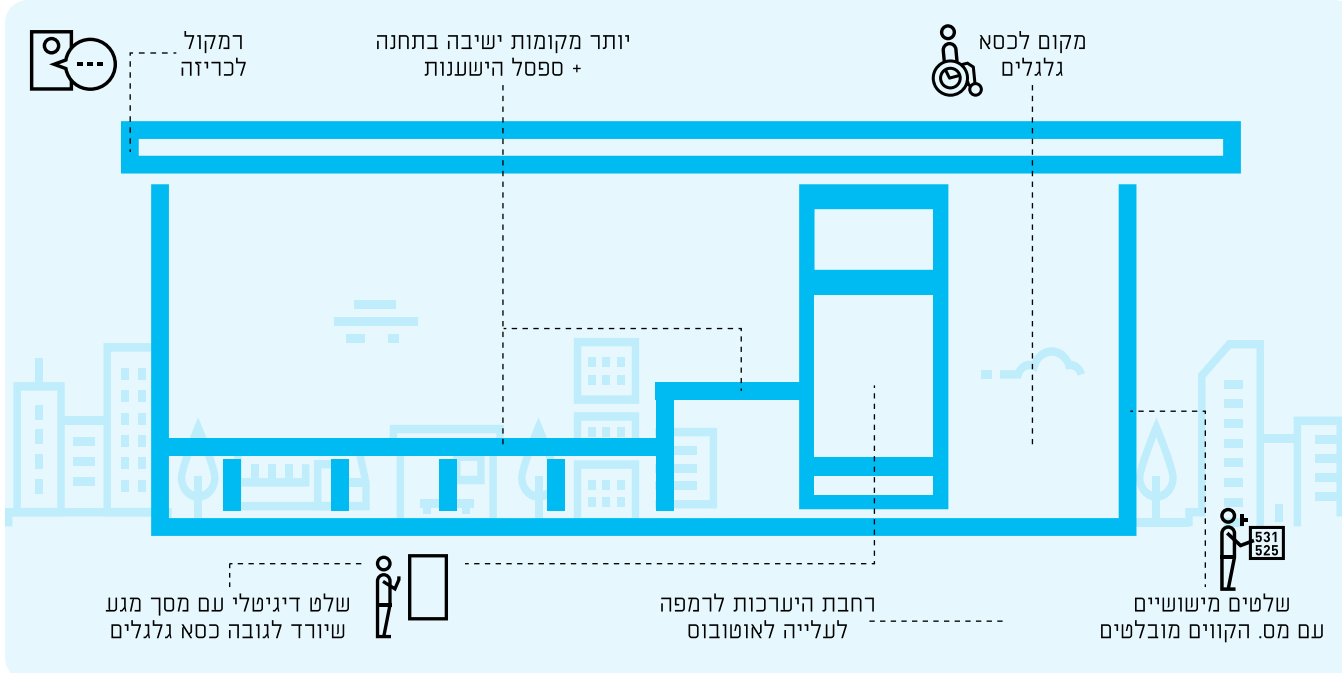 מקום לכסא
גלגלים
יותר מקומות ישיבה בתחנה
+ ספסל הישענות
רמקול
לכריזה
531
525
שלטים מישושיים
עם מס. הקווים מובלטים
רחבת היערכות לרמפה
לעלייה לאוטובוס
שלט דיגיטלי עם מסך מגע
שיורד לגובה כסא גלגלים